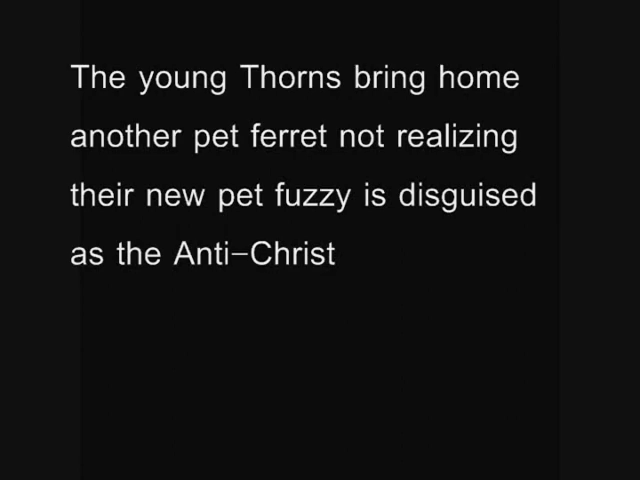 The young Thorns bring home
another pet ferret not realizing
their new pet fuzzy is disguised
as the Anti-Christ